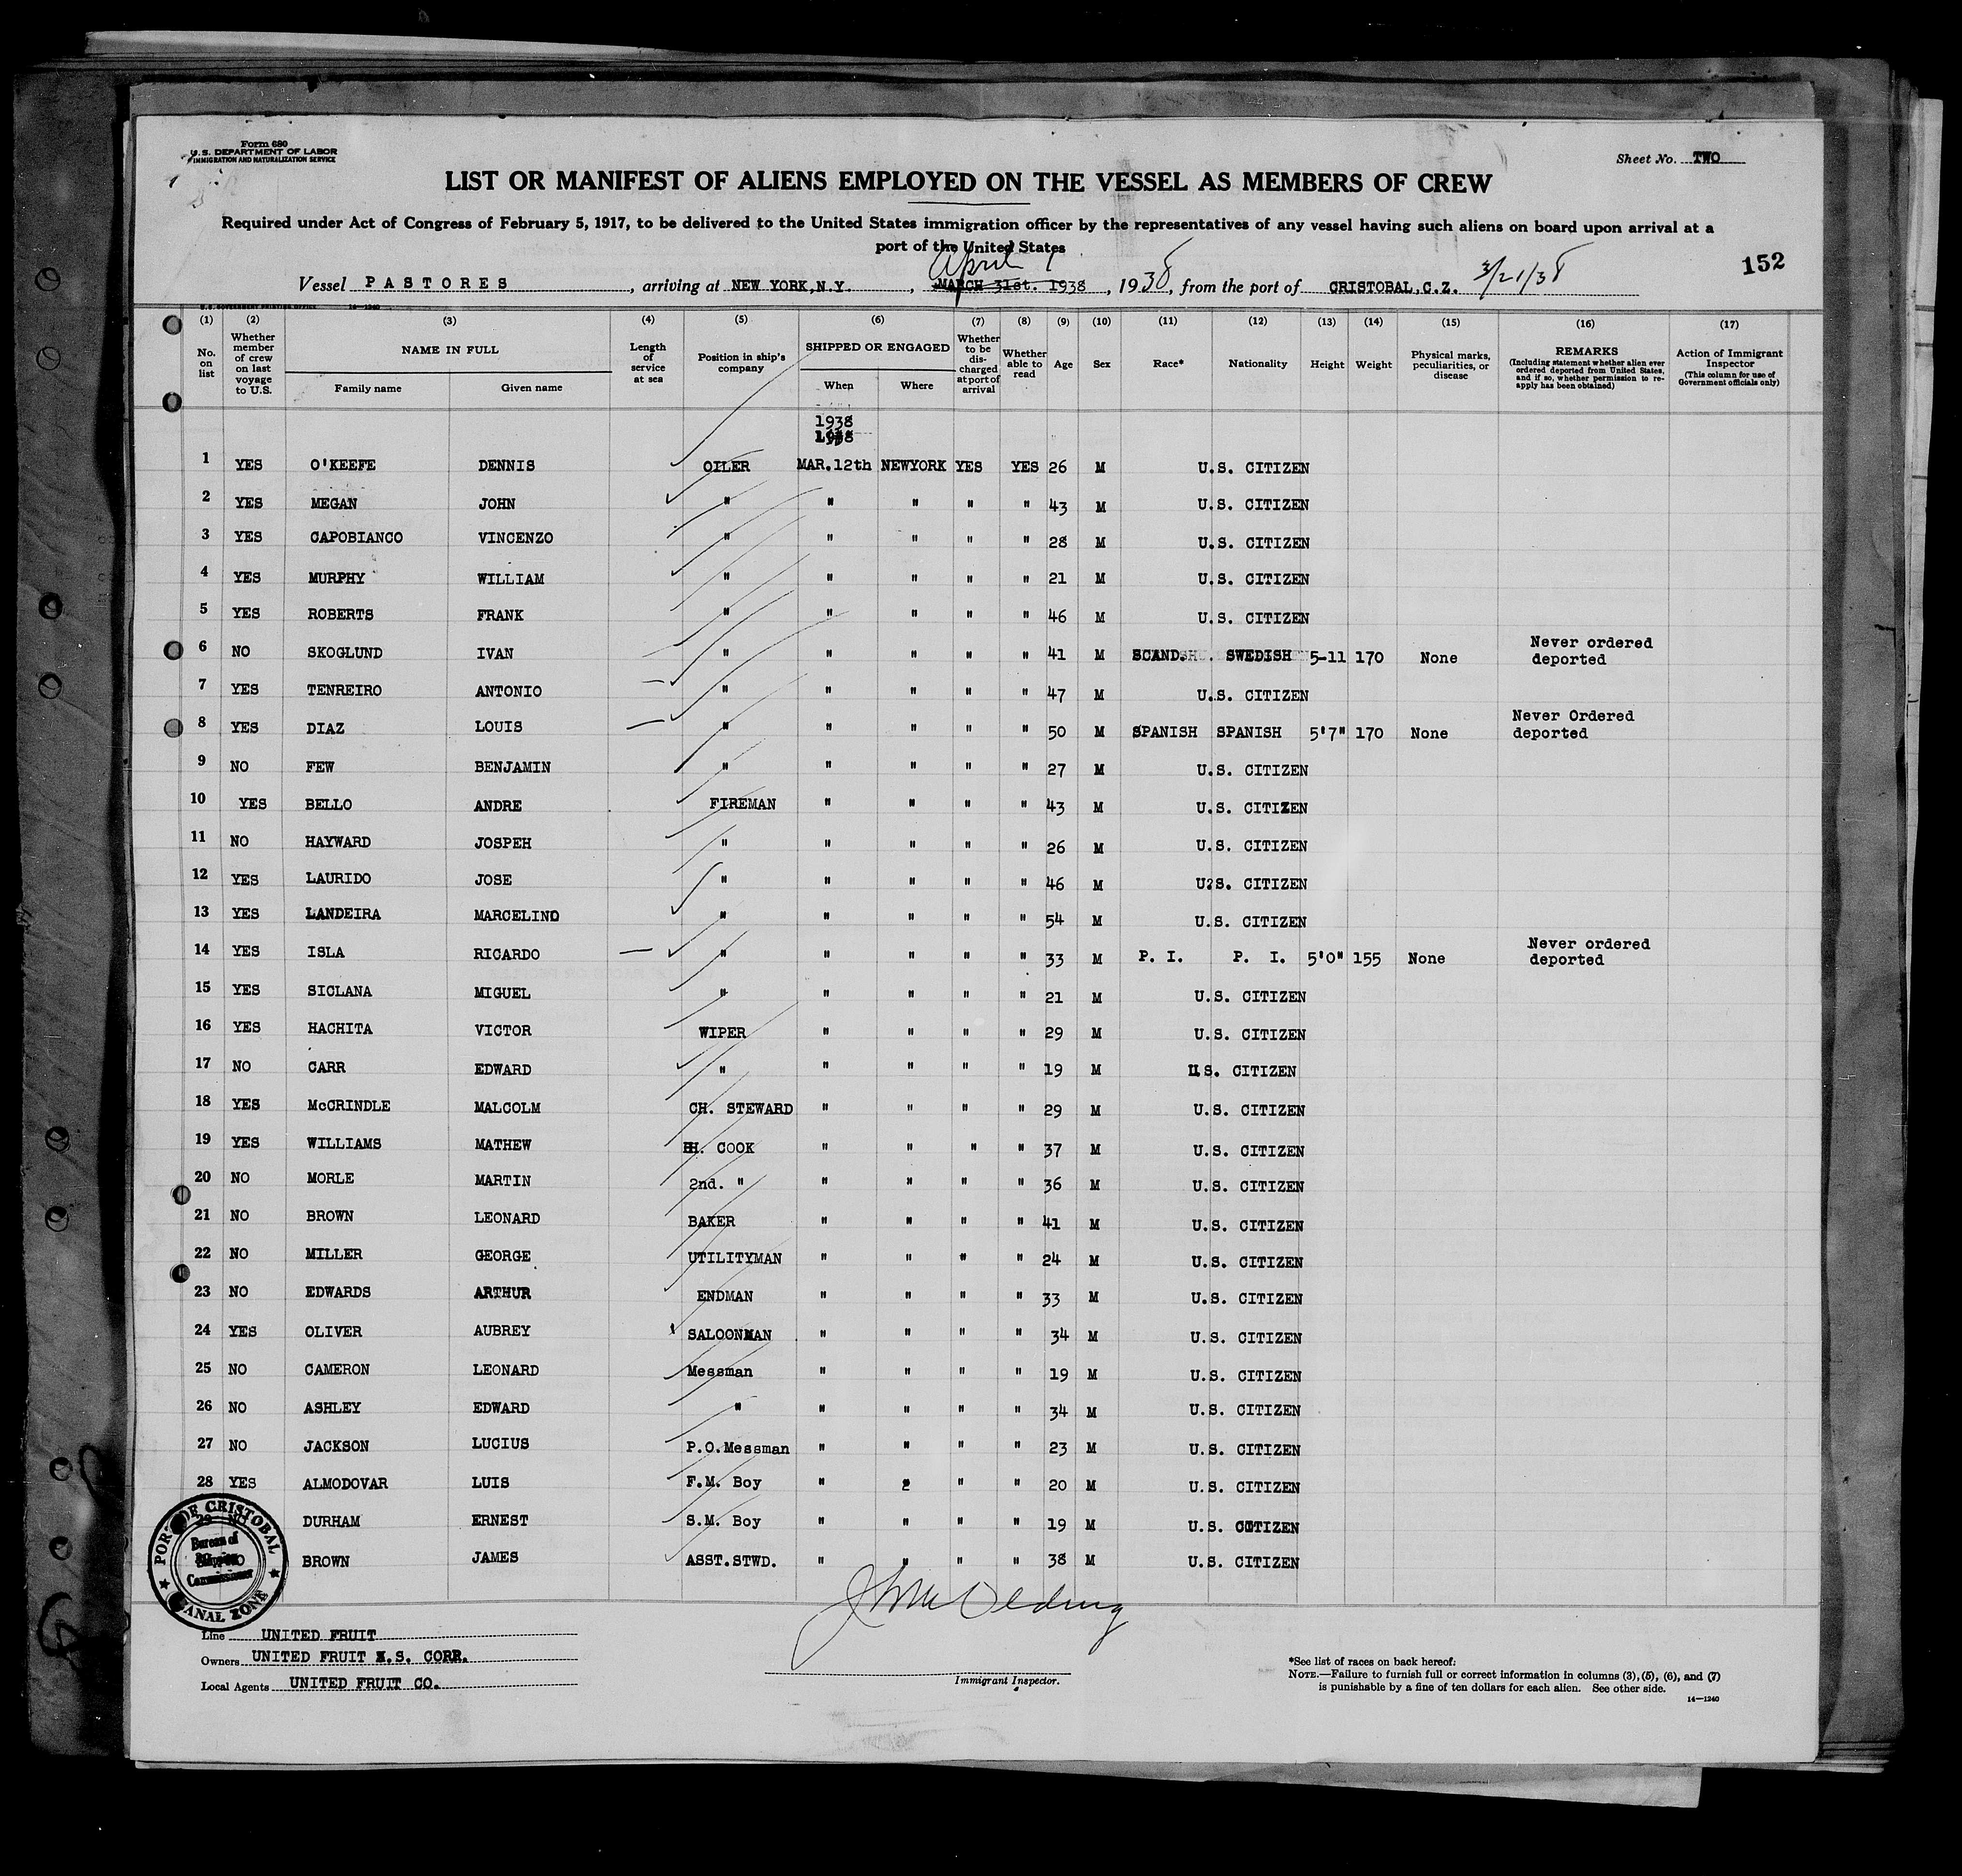 Form 680
U.S. DEPARTMENT OF LABOR
IMMIGRATION AND NATURALIZATION SERVICE
Sheet No. TWO
LIST OR MANIFEST OF ALIENS EMPLOYED ON THE VESSEL AS MEMBERS OF CREW
Required under Act of Congress of February 5, 1917, to be delivered to the United States immigration officer by the representatives of any vessel having such aliens on board upon arrival at a
port of the United States
152
April 1
Vessel PASTORES, arriving at NEW YORK,N.Y., MARCH 31st. 1938, 1938, from the port of CRISTOBAL,C.Z. 3/21/38
U.S. GOVERNMENT PRINTING OFFICE 14-1240
(1) No. on list
(2) Whether member of crew on last voyage to U.S.
(3) NAME IN FULL Family name Given name
(4) Length of service at sea
(5) Position in ship's company
(6) SHIPPED OR ENGAGED When Where
(7) Whether to be discharged at port of arrival
(8) Whether able to read
(9) Age
(10) Sex
(11) Race*
(12) Nationality
(13) Height
(14) Weight
(15) Physical marks, peculiarities, or disease
(16) REMARKS (Including statement whether alien ever ordered deported from United States, and if so, whether permission to reapply has been obtained)
(17) Action of Immigrant Inspector (This column for use of Government officials only)
1938
1938
1 YES O'KEEFE DENNIS OILER MAR.12th NEWYORK YES YES 26 M U.S. CITIZEN
2 YES MEGAN JOHN " " " " " 43 M U.S. CITIZEN
3 YES CAPOBIANCO VINCENZO " " " " " 28 M U.S. CITIZEN
4 YES MURPHY WILLIAM " " " " " 21 M U.S. CITIZEN
5 YES ROBERTS FRANK " " " " " 46 M U.S. CITIZEN
6 NO SKOGLUND IVAN " " " " " 41 M SCAND. SWEDISH 5-11 170 None Never ordered deported
7 YES TENREIRO ANTONIO " " " " " 47 M U.S. CITIZEN
8 YES DIAZ LOUIS " " " " " 50 M SPANISH SPANISH 5'7" 170 None Never Ordered deported
9 NO FEW BENJAMIN " " " " " 27 M U.S. CITIZEN
10 YES BELLO ANDRE FIREMAN " " " " 43 M U.S. CITIZEN
11 NO HAYWARD JOSPEH " " " " " 26 M U.S. CITIZEN
12 YES LAURIDO JOSE " " " " " 46 M U2S. CITIZEN
13 YES LANDEIRA MARCELINO " " " " " 54 M U.S. CITIZEN
14 YES ISLA RICARDO " " " " " 33 M P. I. P. I. 5'0" 155 None Never ordered deported
15 YES SICLANA MIGUEL " " " " " 21 M U.S. CITIZEN
16 YES HACHITA VICTOR WIPER " " " " 29 M U.S. CITIZEN
17 NO CARR EDWARD " " " " " 19 M U.S. CITIZEN
18 YES McCRINDLE MALCOLM CH. STEWARD " " " " 29 M U.S. CITIZEN
19 YES WILLIAMS MATHEW H. COOK " " " " 37 M U.S. CITIZEN
20 NO MORLE MARTIN 2nd. " " " " " 36 M U.S. CITIZEN
21 NO BROWN LEONARD BAKER " " " " 41 M U.S. CITIZEN
22 NO MILLER GEORGE UTILITYMAN " " " " 24 M U.S. CITIZEN
23 NO EDWARDS ARTHUR ENDMAN " " " " 33 M U.S. CITIZEN
24 YES OLIVER AUBREY SALOONMAN " " " " 34 M U.S. CITIZEN
25 NO CAMERON LEONARD Messman " " " " 19 M U.S. CITIZEN
26 NO ASHLEY EDWARD " " " " " 34 M U.S. CITIZEN
27 NO JACKSON LUCIUS P.O.Messman " " " " 23 M U.S. CITIZEN
28 YES ALMODOVAR LUIS F.M. Boy " 2 " " 20 M U.S. CITIZEN
29 NO DURHAM ERNEST S.M. Boy " " " " 19 M U.S. CITIZEN
30 NO BROWN JAMES ASST.STWD. " " " " 38 M U.S. CITIZEN
PORT OF CRISTOBAL
Bureau of
Shipping
Commissioner
CANAL ZONE
Line UNITED FRUIT
Owners UNITED FRUIT S.S. CORR.
Local Agents UNITED FRUIT CO.
Immigrant Inspector.
*See list of races on back hereof:
NOTE.—Failure to furnish full or correct information in columns (3), (5), (6), and (7)
is punishable by a fine of ten dollars for each alien. See other side.
14—1240